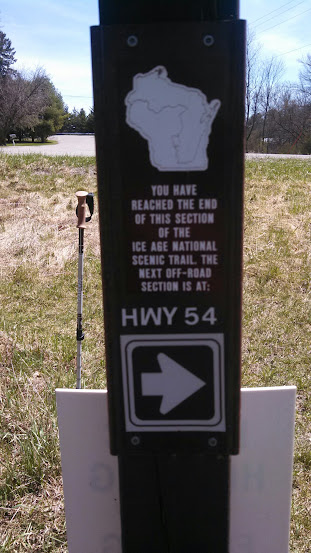 YOU HAVE
REACHED THE END
OF THIS SECTION
OF THE
ICE AGE NATIONAL
SCENIC TRAIL. THE
NEXT OFF-ROAD
SECTION IS AT:
HWY 54